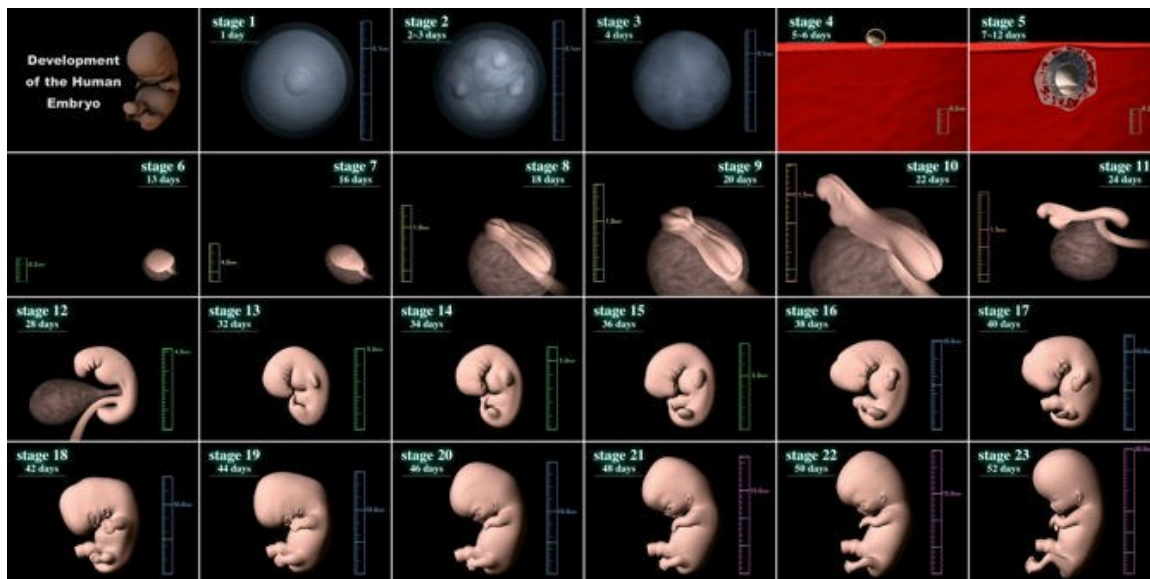 Development
of the Human
Embryo
stage 1
1 day
stage 2
2~3 days
stage 3
4 days
stage 4
5~6 days
stage 5
7~12 days
stage 6
13 days
stage 7
16 days
stage 8
18 days
stage 9
20 days
stage 10
22 days
stage 11
24 days
stage 12
28 days
stage 13
32 days
stage 14
34 days
stage 15
36 days
stage 16
38 days
stage 17
40 days
stage 18
42 days
stage 19
44 days
stage 20
46 days
stage 21
48 days
stage 22
50 days
stage 23
52 days